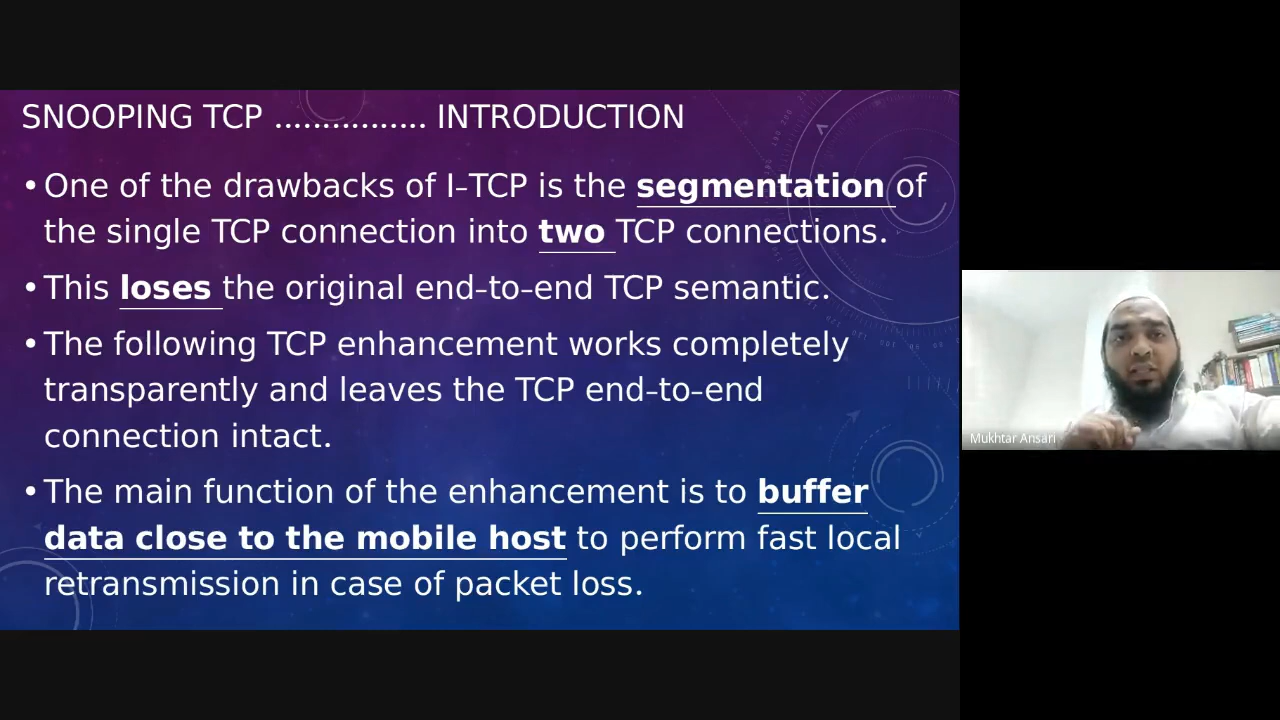 SNOOPING TCP ................ INTRODUCTION
• One of the drawbacks of I–TCP is the segmentation of
the single TCP connection into two TCP connections.
• This loses the original end–to–end TCP semantic.
• The following TCP enhancement works completely
transparently and leaves the TCP end–to–end
connection intact.
• The main function of the enhancement is to buffer
data close to the mobile host to perform fast local
retransmission in case of packet loss.
Mukhtar Ansari